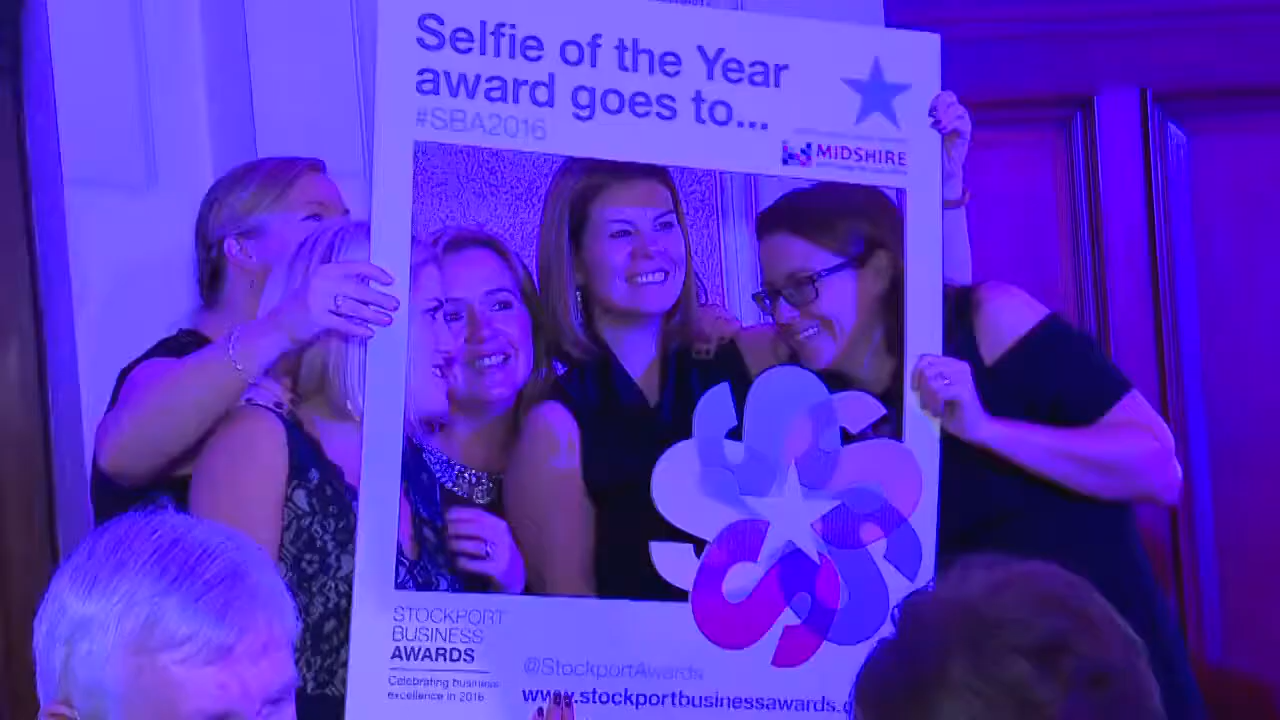 Selfie of the Year
award goes to...
#SBA2016
MIDSHIRE
STOCKPORT
BUSINESS
AWARDS
Celebrating business
excellence in 2016
@StockportAwards
www.stockportbusinessawards.